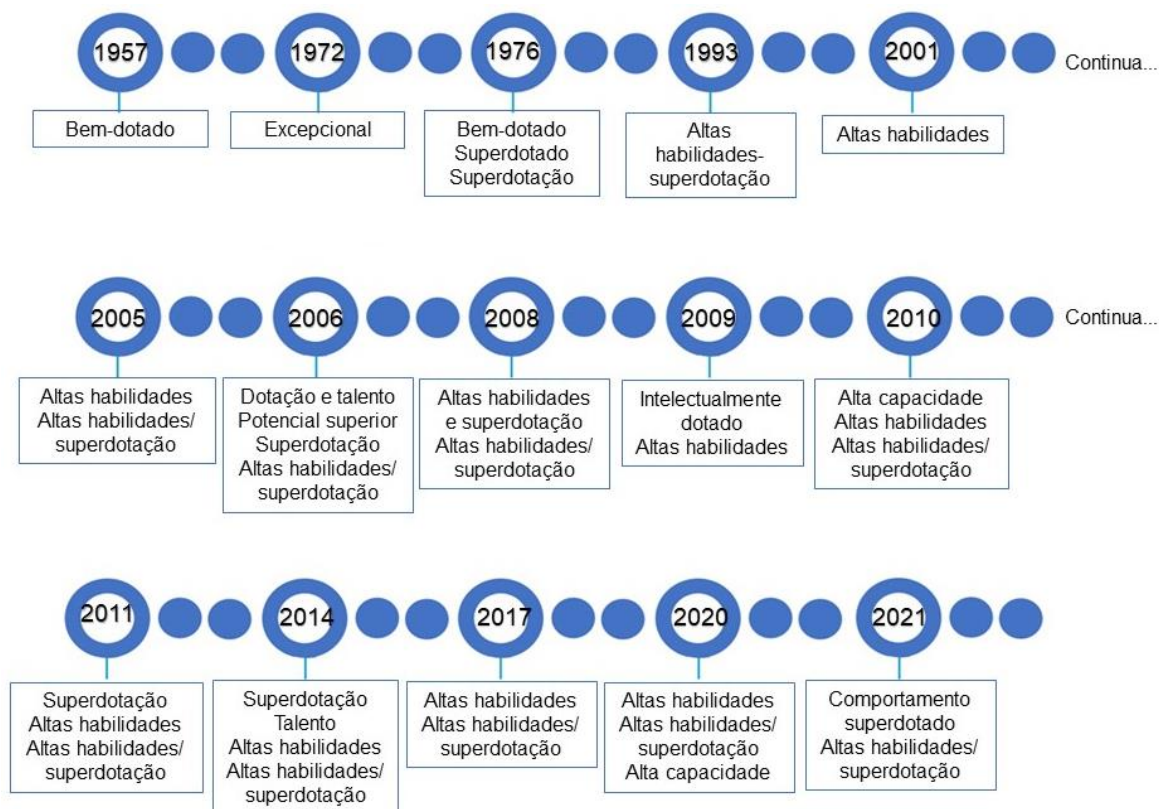 1957
1972
1976
1993
2001
Continua...
Bem-dotado
Excepcional
Bem-dotado
Superdotado
Superdotação
Altas
habilidades-
superdotação
Altas habilidades
2005
2006
2008
2009
2010
Continua...
Altas habilidades
Altas habilidades/
superdotação
Dotação e talento
Potencial superior
Superdotação
Altas habilidades/
superdotação
Altas habilidades
e superdotação
Altas habilidades/
superdotação
Intelectualmente
dotado
Altas habilidades
Alta capacidade
Altas habilidades
Altas habilidades/
superdotação
2011
2014
2017
2020
2021
Superdotação
Altas habilidades
Altas habilidades/
superdotação
Superdotação
Talento
Altas habilidades
Altas habilidades/
superdotação
Altas habilidades
Altas habilidades/
superdotação
Altas habilidades
Altas habilidades/
superdotação
Alta capacidade
Comportamento
superdotado
Altas habilidades/
superdotação